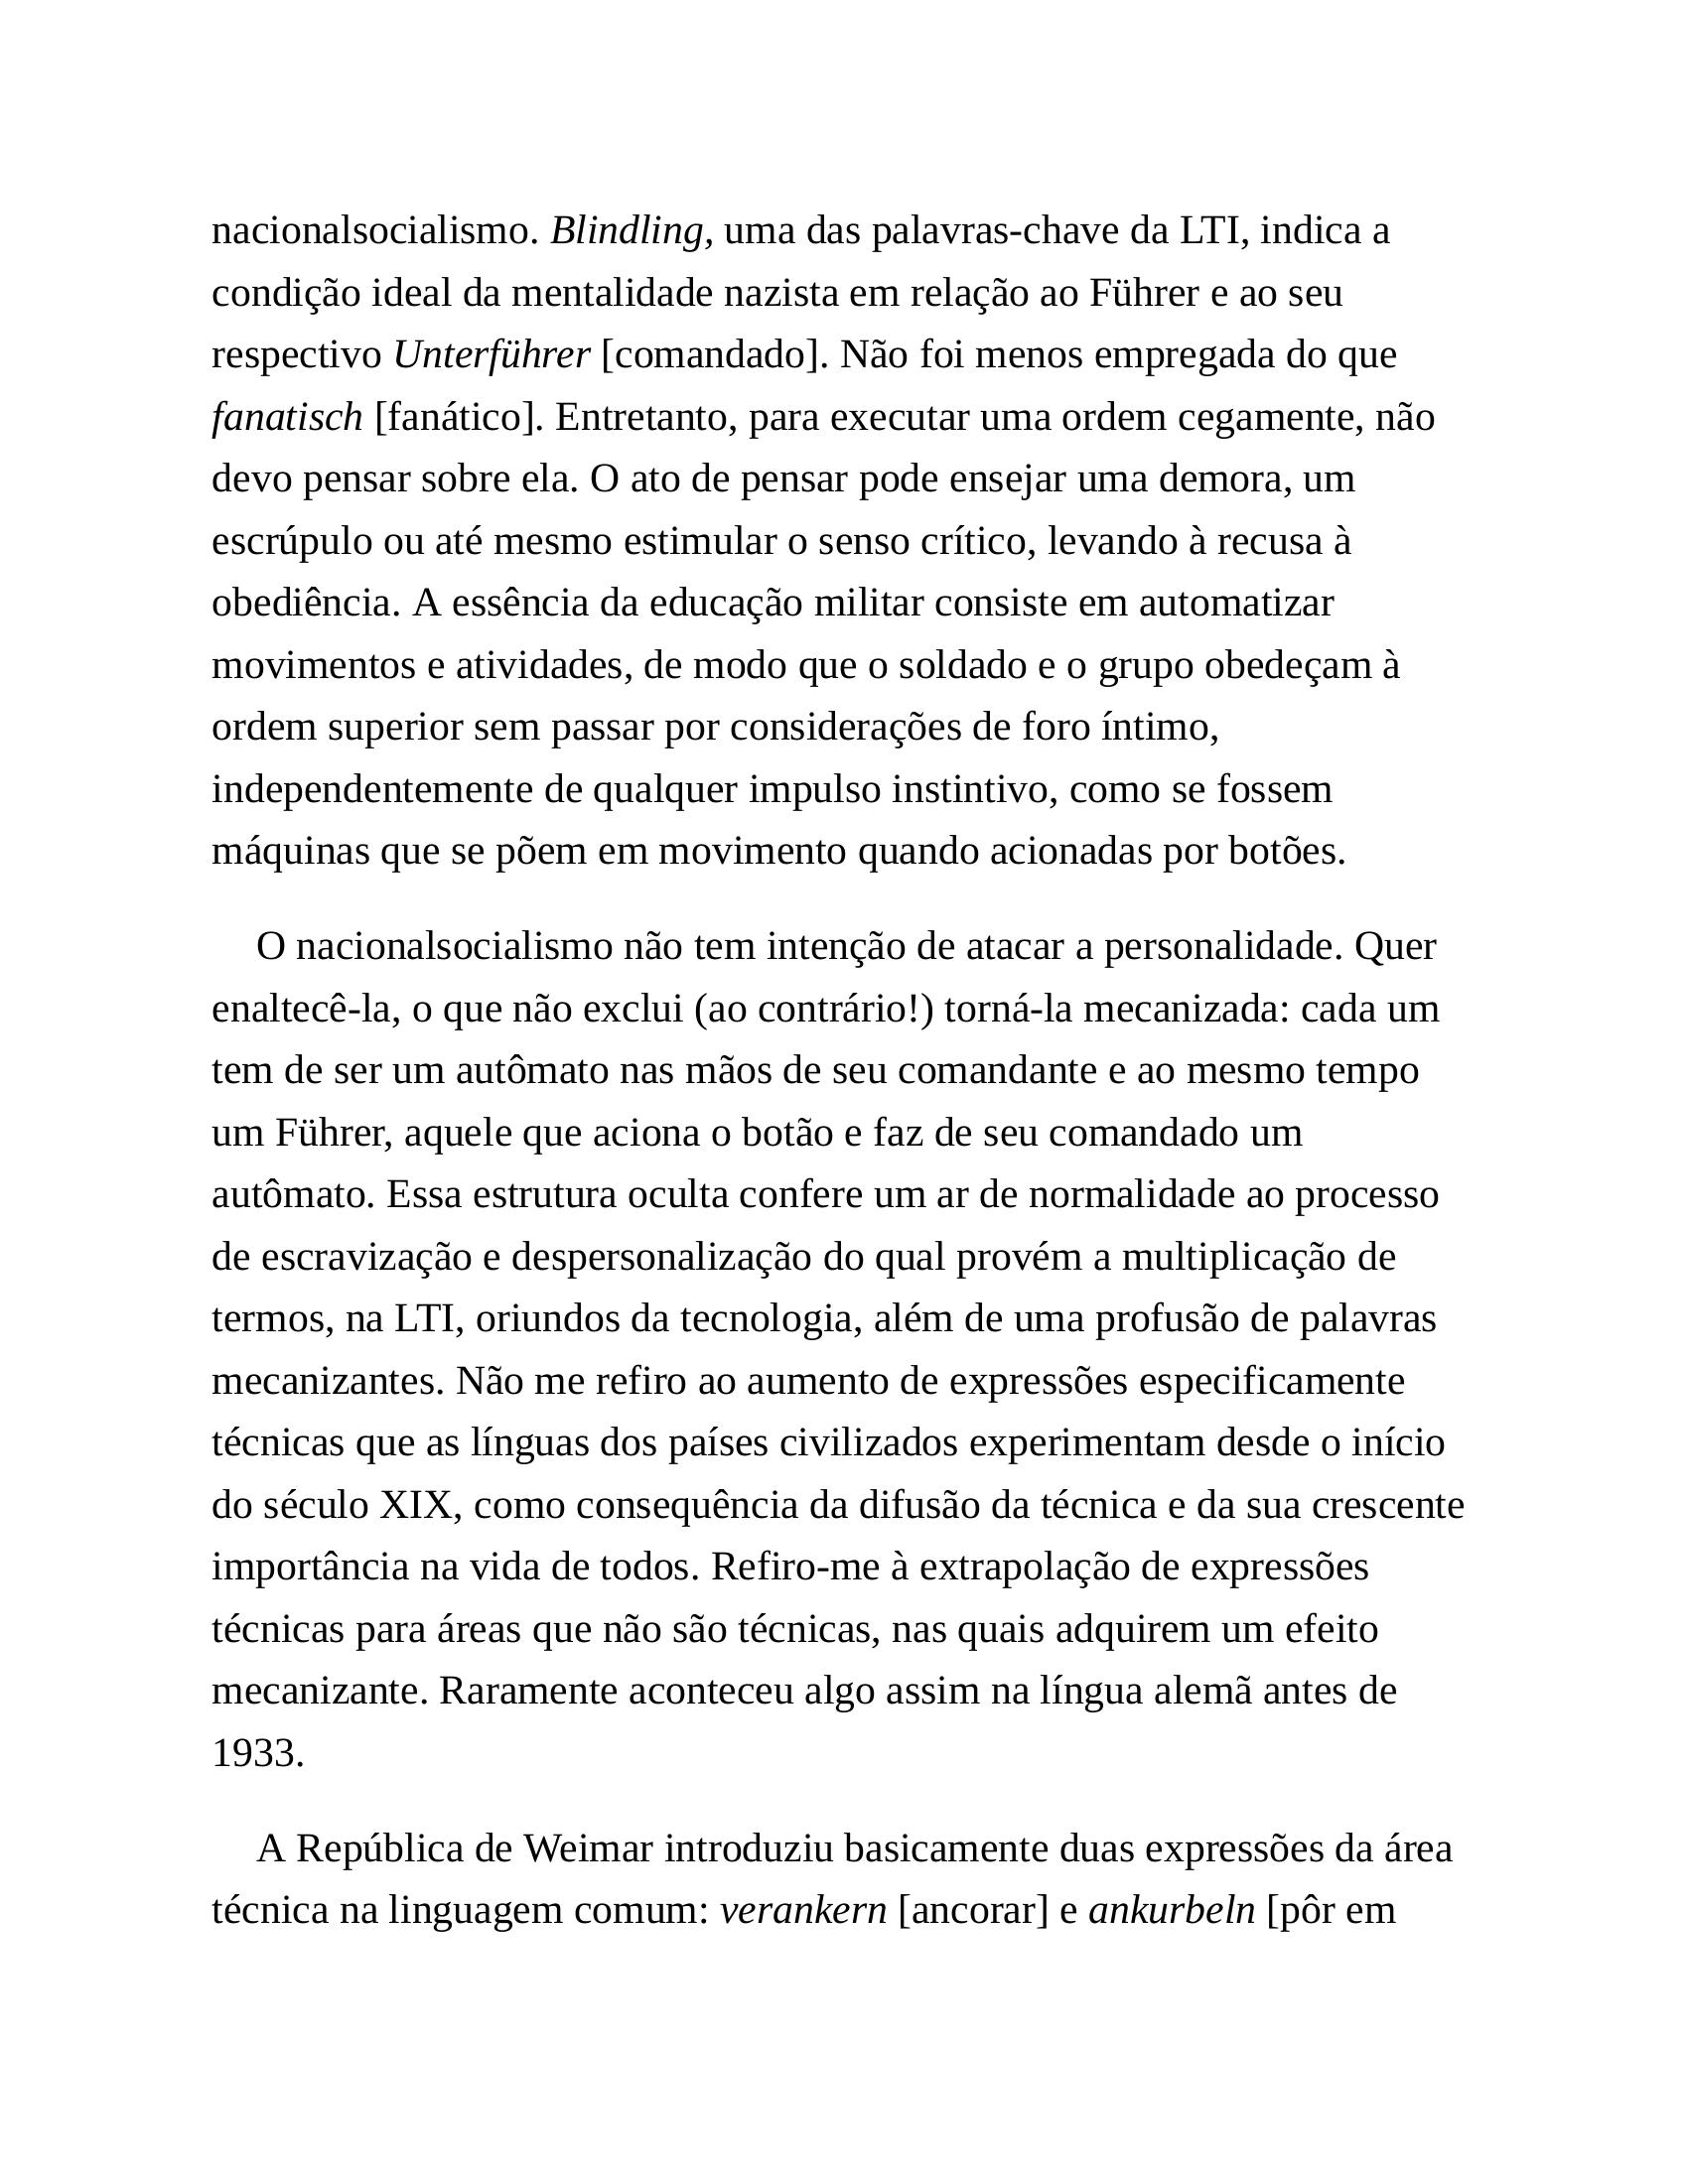 nacionalsocialismo. Blindling, uma das palavras-chave da LTI, indica a
condição ideal da mentalidade nazista em relação ao Führer e ao seu
respectivo Unterführer [comandado]. Não foi menos empregada do que
fanatisch [fanático]. Entretanto, para executar uma ordem cegamente, não
devo pensar sobre ela. O ato de pensar pode ensejar uma demora, um
escrúpulo ou até mesmo estimular o senso crítico, levando à recusa à
obediência. A essência da educação militar consiste em automatizar
movimentos e atividades, de modo que o soldado e o grupo obedeçam à
ordem superior sem passar por considerações de foro íntimo,
independentemente de qualquer impulso instintivo, como se fossem
máquinas que se põem em movimento quando acionadas por botões.
O nacionalsocialismo não tem intenção de atacar a personalidade. Quer
enaltecê-la, o que não exclui (ao contrário!) torná-la mecanizada: cada um
tem de ser um autômato nas mãos de seu comandante e ao mesmo tempo
um Führer, aquele que aciona o botão e faz de seu comandado um
autômato. Essa estrutura oculta confere um ar de normalidade ao processo
de escravização e despersonalização do qual provém a multiplicação de
termos, na LTI, oriundos da tecnologia, além de uma profusão de palavras
mecanizantes. Não me refiro ao aumento de expressões especificamente
técnicas que as línguas dos países civilizados experimentam desde o início
do século XIX, como consequência da difusão da técnica e da sua crescente
importância na vida de todos. Refiro-me à extrapolação de expressões
técnicas para áreas que não são técnicas, nas quais adquirem um efeito
mecanizante. Raramente aconteceu algo assim na língua alemã antes de
1933.
A República de Weimar introduziu basicamente duas expressões da área
técnica na linguagem comum: verankern [ancorar] e ankurbeln [pôr em